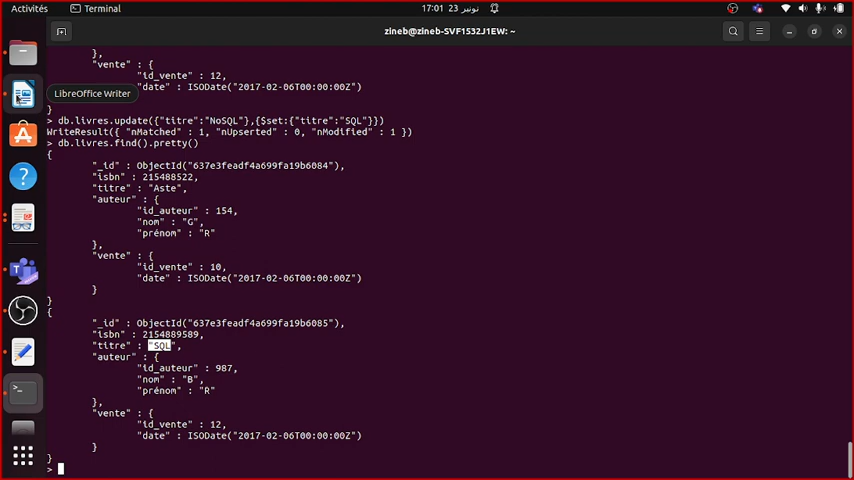 Activités
Terminal
17:01 23 نونبر
zineb@zineb-SVF1532J1EW: ~
},
"vente" : {
"id_vente" : 12,
"date" : ISODate("2017-02-06T00:00:00Z")
LibreOffice Writer
}
> db.livres.update({"titre":"NoSQL"},{$set:{"titre":"SQL"}})
WriteResult({ "nMatched" : 1, "nUpserted" : 0, "nModified" : 1 })
> db.livres.find().pretty()
{
"_id" : ObjectId("637e3feadf4a699fa19b6084"),
"isbn" : 215488522,
"titre" : "Aste",
"auteur" : {
"id_auteur" : 154,
"nom" : "G",
"prénom" : "R"
},
"vente" : {
"id_vente" : 10,
"date" : ISODate("2017-02-06T00:00:00Z")
}
}
{
"_id" : ObjectId("637e3feadf4a699fa19b6085"),
"isbn" : 2154889589,
"titre" : "SQL",
"auteur" : {
"id_auteur" : 987,
"nom" : "B",
"prénom" : "R"
},
"vente" : {
"id_vente" : 12,
"date" : ISODate("2017-02-06T00:00:00Z")
}
}
>